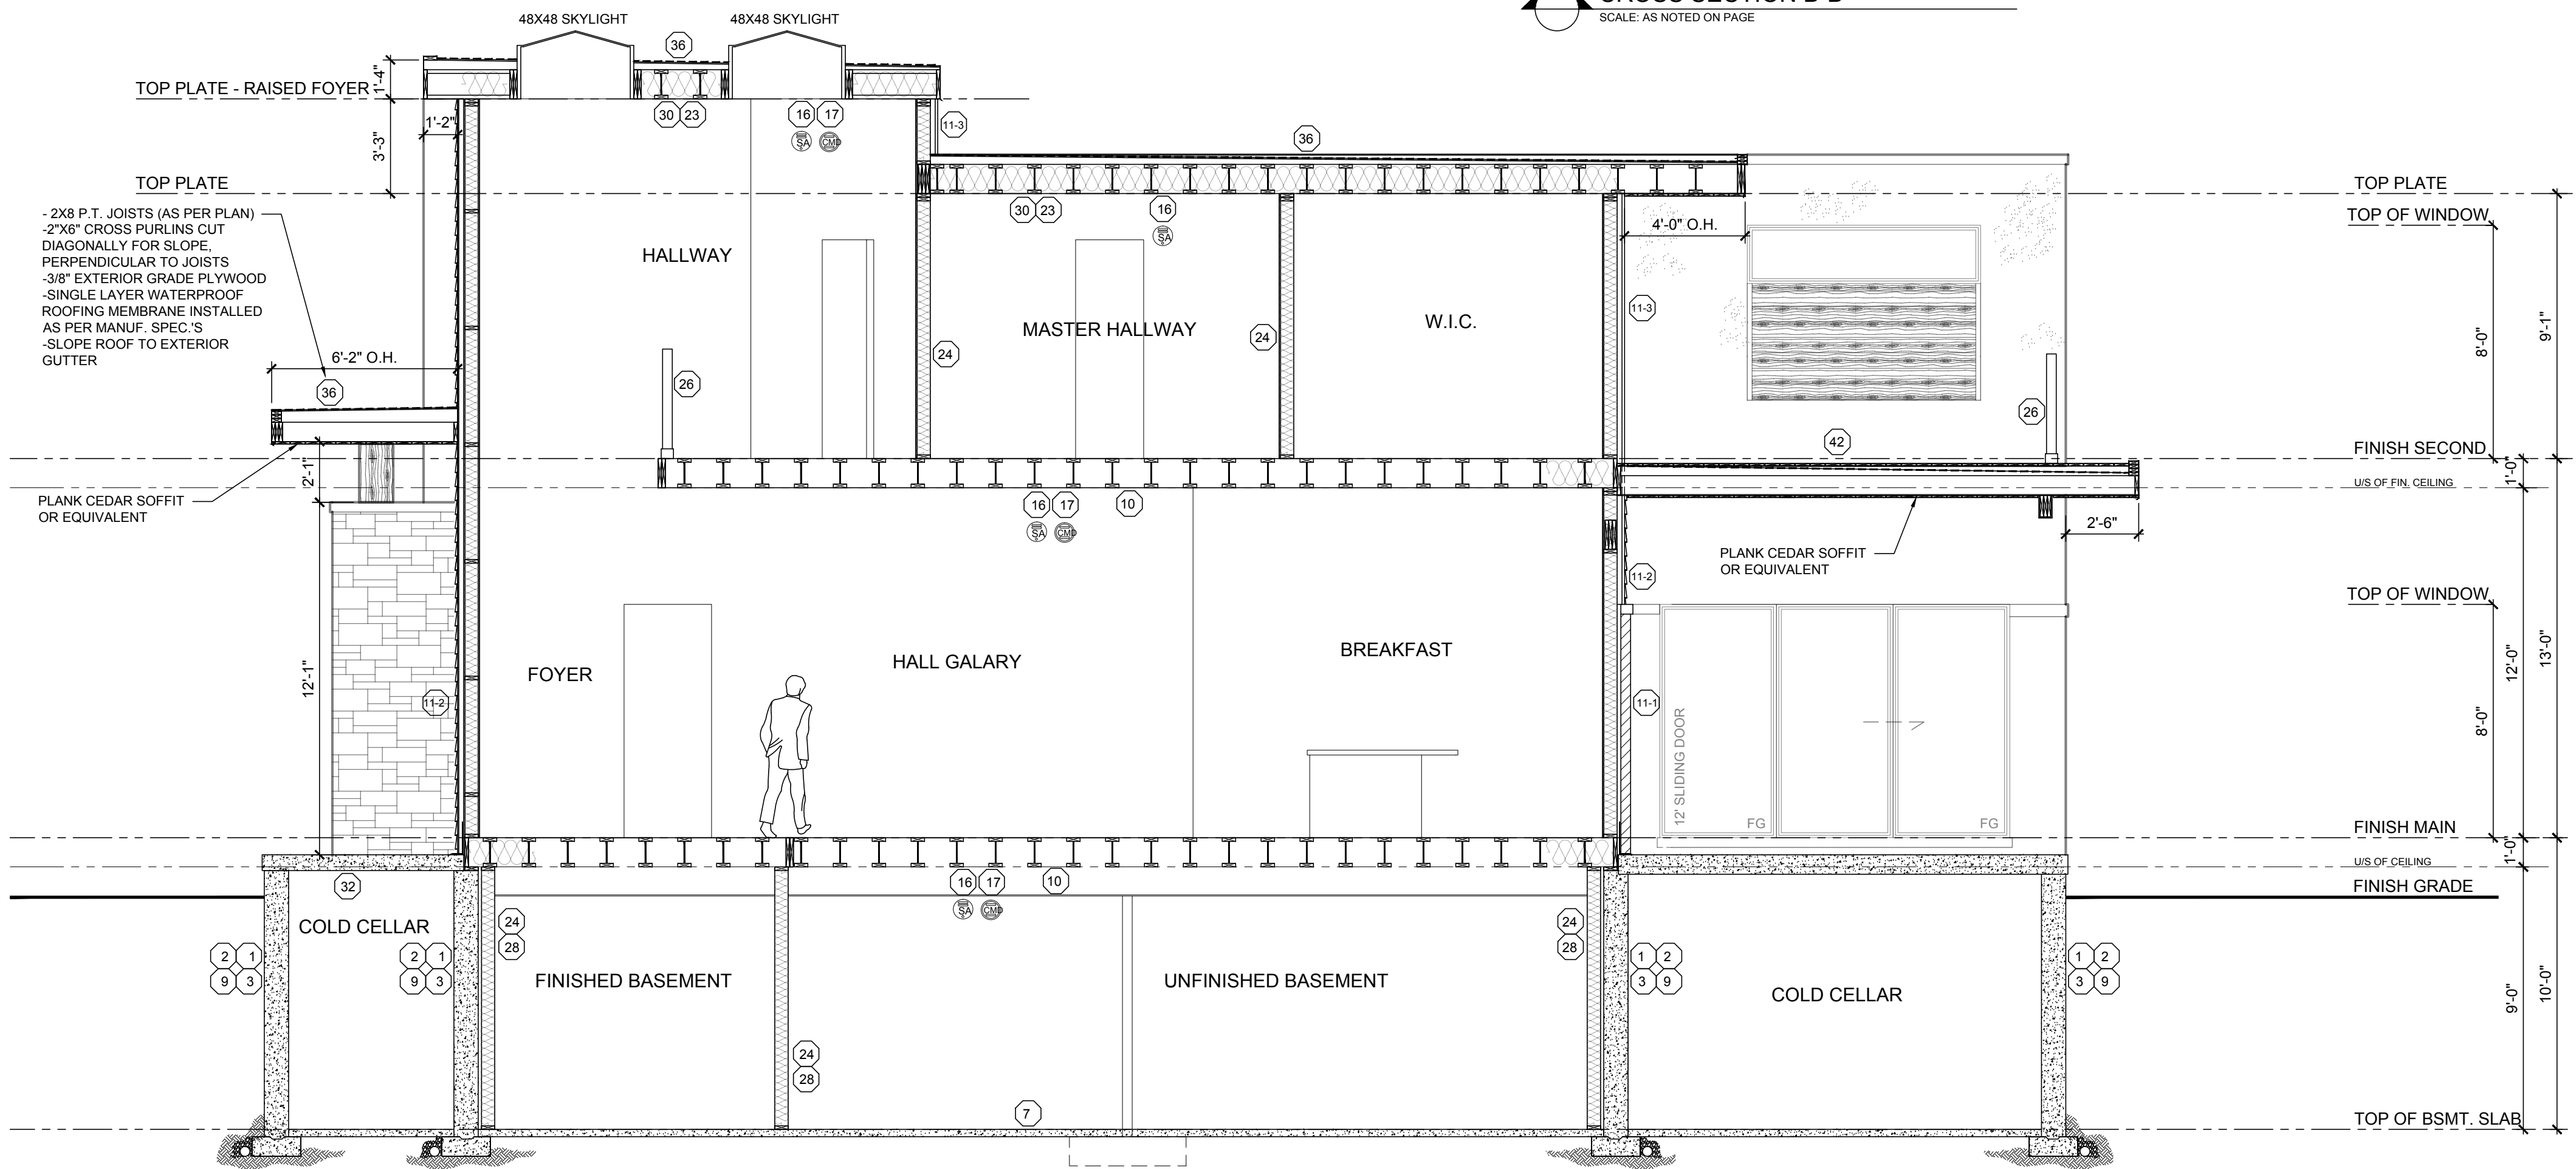 CROSS SECTION B-B
SCALE: AS NOTED ON PAGE
48X48 SKYLIGHT
48X48 SKYLIGHT
36
1'-4"
TOP PLATE - RAISED FOYER
30 23
16 17
SA
CMD
11-3
1'-2"
3'-3"
36
TOP PLATE
TOP PLATE
- 2X8 P.T. JOISTS (AS PER PLAN)
-2"X6" CROSS PURLINS CUT
DIAGONALLY FOR SLOPE,
PERPENDICULAR TO JOISTS
-3/8" EXTERIOR GRADE PLYWOOD
-SINGLE LAYER WATERPROOF
ROOFING MEMBRANE INSTALLED
AS PER MANUF. SPEC.'S
-SLOPE ROOF TO EXTERIOR
GUTTER
30 23
16
SA
4'-0" O.H.
TOP OF WINDOW
HALLWAY
MASTER HALLWAY
W.I.C.
11-3
24
24
8'-0"
9'-1"
6'-2" O.H.
36
26
26
42
FINISH SECOND
2'-1"
1'-0"
U/S OF FIN. CEILING
PLANK CEDAR SOFFIT
OR EQUIVALENT
16 17
10
SA
CMD
2'-6"
PLANK CEDAR SOFFIT
OR EQUIVALENT
11-2
TOP OF WINDOW
12'-1"
11-2
FOYER
HALL GALARY
BREAKFAST
11-1
12' SLIDING DOOR
FG
FG
8'-0"
12'-0"
13'-0"
FINISH MAIN
1'-0"
U/S OF CEILING
FINISH GRADE
32
16 17
10
SA
CMD
COLD CELLAR
24
28
24
28
2 1
9 3
2 1
9 3
FINISHED BASEMENT
UNFINISHED BASEMENT
1 2
3 9
COLD CELLAR
1 2
3 9
9'-0"
10'-0"
24
28
7
TOP OF BSMT. SLAB